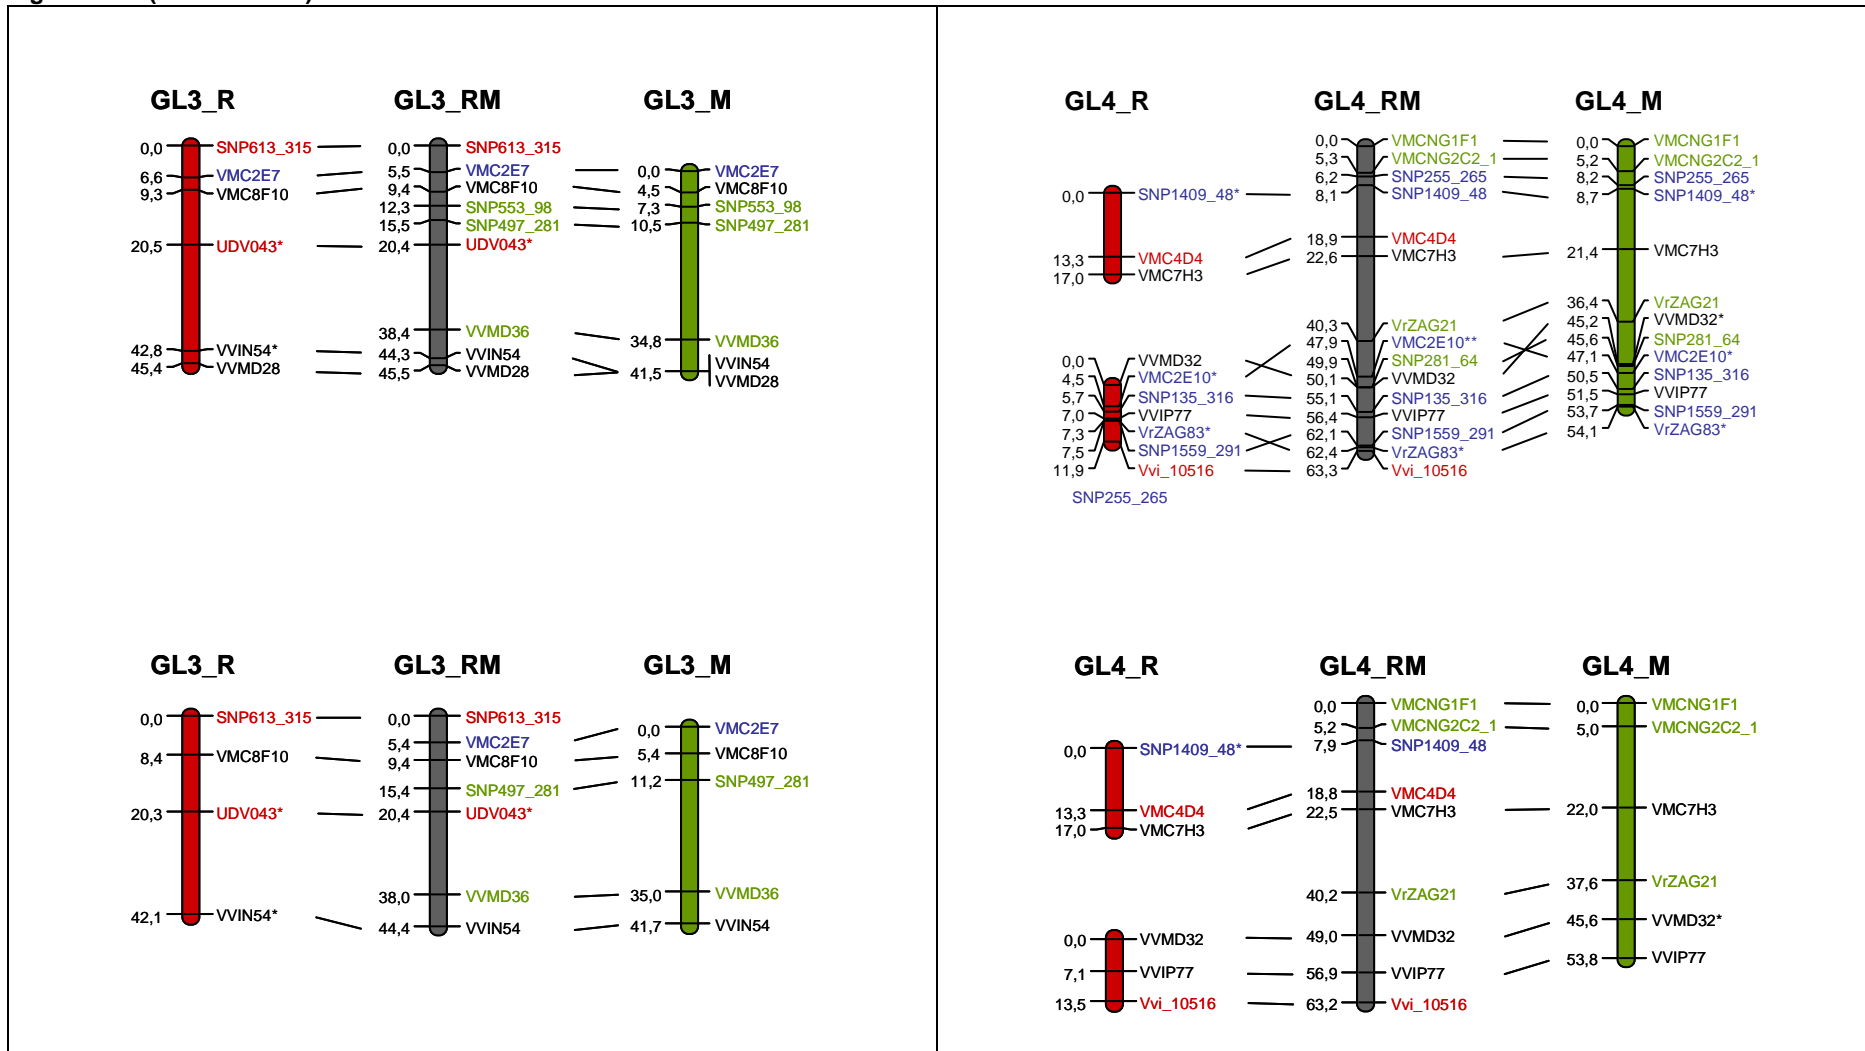 GL3_R
0,0 SNP613_315
6,6 VMC2E7
9,3 VMC8F10
20,5 UDV043*
42,8 VVIN54*
45,4 VVMD28
GL3_RM
0,0 SNP613_315
5,5 VMC2E7
9,4 VMC8F10
12,3 SNP553_98
15,5 SNP497_281
20,4 UDV043*
38,4 VVMD36
44,3 VVIN54
45,5 VVMD28
GL3_M
0,0 VMC2E7
4,5 VMC8F10
7,3 SNP553_98
10,5 SNP497_281
34,8 VVMD36
41,5 VVIN54
VVMD28
GL4_R
0,0 SNP1409_48*
13,3 VMC4D4
17,0 VMC7H3
0,0 VVMD32
4,5 VMC2E10*
5,7 SNP135_316
7,0 VVIP77
7,3 VrZAG83*
7,5 SNP1559_291
11,9 Vvi_10516
SNP255_265
GL4_RM
0,0 VMCNG1F1
5,3 VMCNG2C2_1
6,2 SNP255_265
8,1 SNP1409_48
18,9 VMC4D4
22,6 VMC7H3
40,3 VrZAG21
47,9 VMC2E10**
49,9 SNP281_64
50,1 VVMD32
55,1 SNP135_316
56,4 VVIP77
62,1 SNP1559_291
62,4 VrZAG83*
63,3 Vvi_10516
GL4_M
0,0 VMCNG1F1
5,2 VMCNG2C2_1
8,2 SNP255_265
8,7 SNP1409_48*
21,4 VMC7H3
36,4 VrZAG21
45,2 VVMD32*
45,6 SNP281_64
47,1 VMC2E10*
50,5 SNP135_316
51,5 VVIP77
53,7 SNP1559_291
54,1 VrZAG83*
GL3_R
0,0 SNP613_315
8,4 VMC8F10
20,3 UDV043*
42,1 VVIN54*
GL3_RM
0,0 SNP613_315
5,4 VMC2E7
9,4 VMC8F10
15,4 SNP497_281
20,4 UDV043*
38,0 VVMD36
44,4 VVIN54
GL3_M
0,0 VMC2E7
5,4 VMC8F10
11,2 SNP497_281
35,0 VVMD36
41,7 VVIN54
GL4_R
0,0 SNP1409_48*
13,3 VMC4D4
17,0 VMC7H3
0,0 VVMD32
7,1 VVIP77
13,5 Vvi_10516
GL4_RM
0,0 VMCNG1F1
5,2 VMCNG2C2_1
7,9 SNP1409_48
18,8 VMC4D4
22,5 VMC7H3
40,2 VrZAG21
49,0 VVMD32
56,9 VVIP77
63,2 Vvi_10516
GL4_M
0,0 VMCNG1F1
5,0 VMCNG2C2_1
22,0 VMC7H3
37,6 VrZAG21
45,6 VVMD32*
53,8 VVIP77